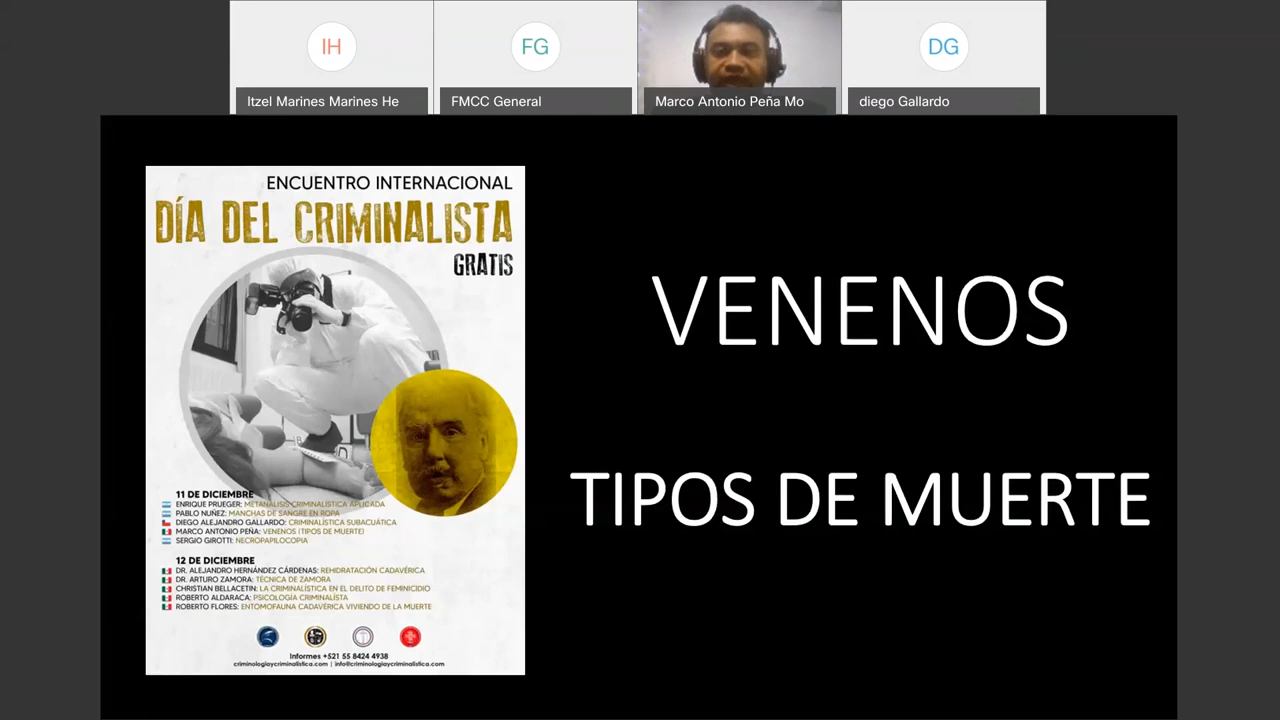 IH
FG
DG
Itzel Marines Marines He
FMCC General
Marco Antonio Peña Mo
diego Gallardo
ENCUENTRO INTERNACIONAL
DÍA DEL CRIMINALISTA
GRATIS
11 DE DICIEMBRE
ENRIQUE PRUEGER: METANÁLISIS CRIMINALÍSTICA APLICADA
PABLO NUÑEZ: MANCHAS DE SANGRE EN ROPA
DIEGO ALEJANDRO GALLARDO: CRIMINALÍSTICA SUBACUÁTICA
MARCO ANTONIO PEÑA: VENENOS (TIPOS DE MUERTE)
SERGIO GIROTTI: NECROPAPILOCOPIA
12 DE DICIEMBRE
DR. ALEJANDRO HERNÁNDEZ CÁRDENAS: REHIDRATACIÓN CADAVÉRICA
DR. ARTURO ZAMORA: TÉCNICA DE ZAMORA
CHRISTIAN BELLACETIN: LA CRIMINALÍSTICA EN EL DELITO DE FEMINICIDIO
ROBERTO ALDARACA: PSICOLOGÍA CRIMINALÍSTA
ROBERTO FLORES: ENTOMOFAUNA CADAVÉRICA VIVIENDO DE LA MUERTE
Informes +521 55 8424 4938
criminologiaycriminalistica.com | info@criminologiaycriminalistica.com
VENENOS
TIPOS DE MUERTE